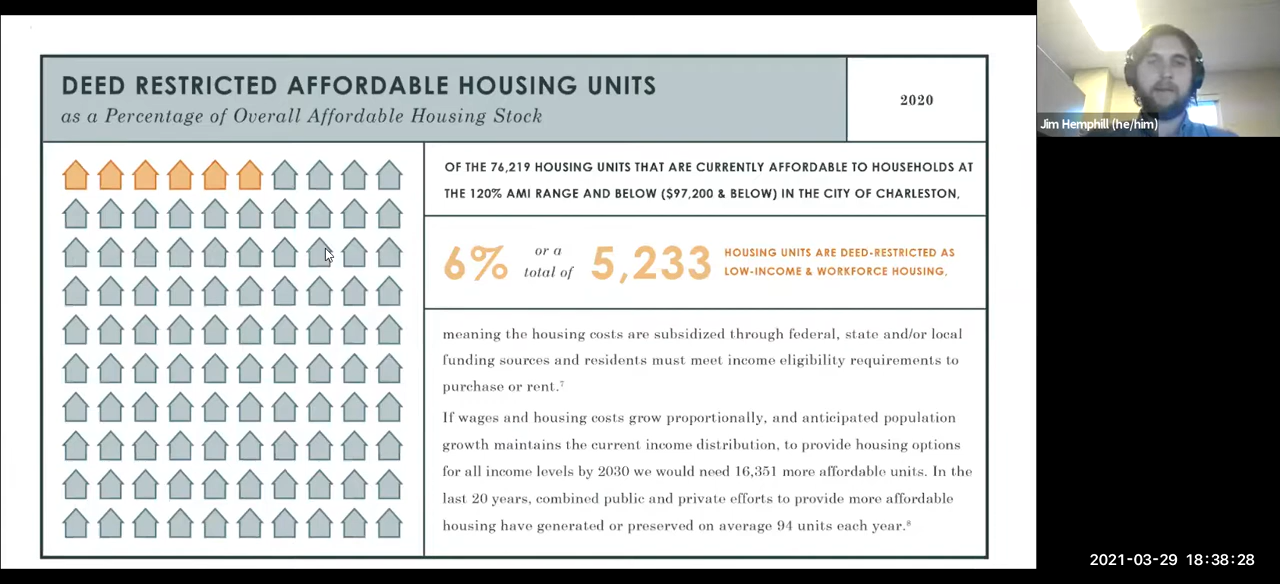 DEED RESTRICTED AFFORDABLE HOUSING UNITS
as a Percentage of Overall Affordable Housing Stock
2020
OF THE 76,219 HOUSING UNITS THAT ARE CURRENTLY AFFORDABLE TO HOUSEHOLDS AT
THE 120% AMI RANGE AND BELOW ($97,200 & BELOW) IN THE CITY OF CHARLESTON,
6% or a total of 5,233 HOUSING UNITS ARE DEED-RESTRICTED AS
LOW-INCOME & WORKFORCE HOUSING,
meaning the housing costs are subsidized through federal, state and/or local
funding sources and residents must meet income eligibility requirements to
purchase or rent.⁷
If wages and housing costs grow proportionally, and anticipated population
growth maintains the current income distribution, to provide housing options
for all income levels by 2030 we would need 16,351 more affordable units. In the
last 20 years, combined public and private efforts to provide more affordable
housing have generated or preserved on average 94 units each year.⁸
Jim Hemphill (he/him)
2021-03-29 18:38:28